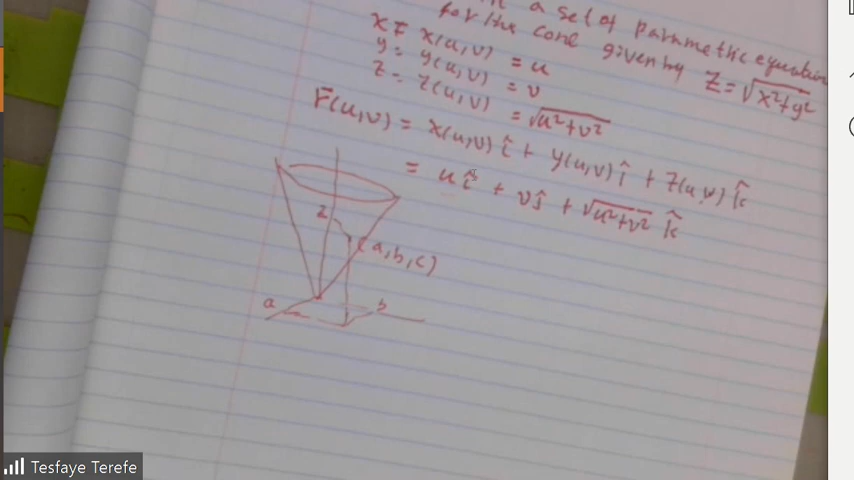 a set of parametric equation
for the cone given by z = √x²+y²
x = x(u,v) = u
y = y(u,v) = v
z = z(u,v) = √u²+v²
F(u,v) = x(u,v) î + y(u,v) î + z(u,v) k̂
= u î + v ĵ + √u²+v² k̂
z
(a,b,c)
a
b
Tesfaye Terefe